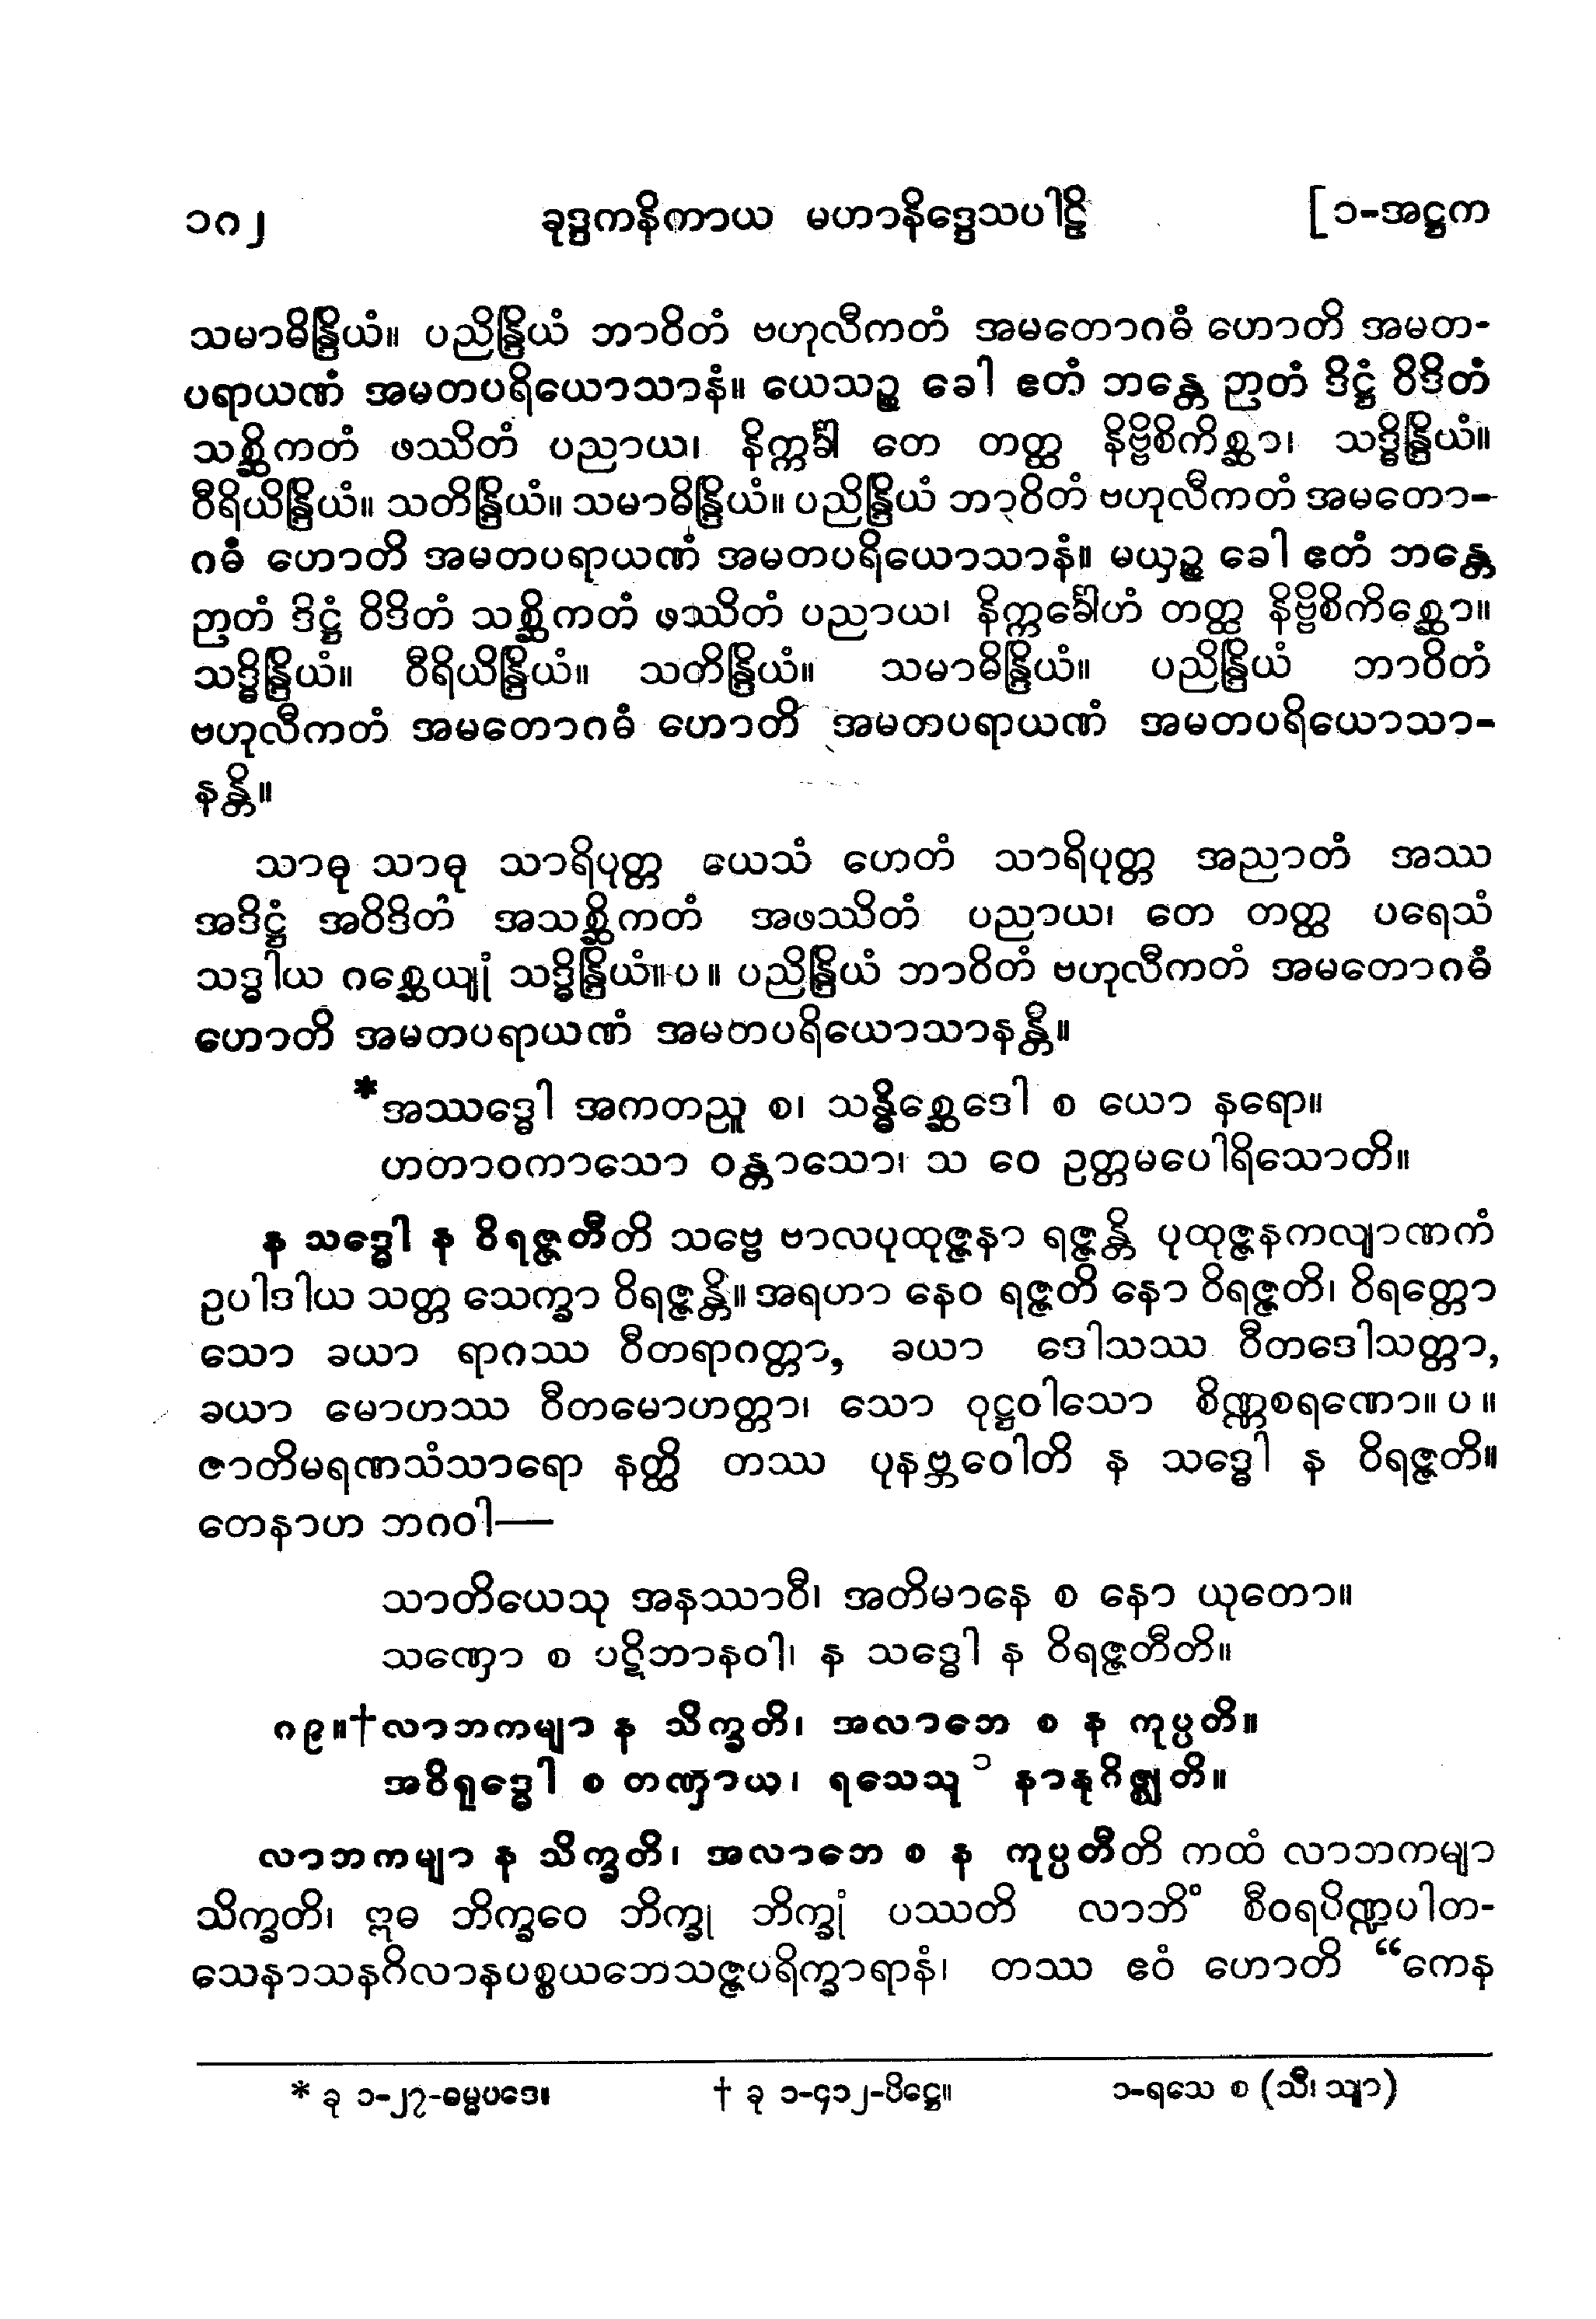 ၁၈၂ ခုဒ္ဒကနိကာယ မဟာနိဒ္ဒေသပါဠိ [ ၁-အဋ္ဌက
သမာဓိန္ဒြိယံ။ ပညိန္ဒြိယံ ဘာဝိတံ ဗဟုလီကတံ အမတောဂဓံ ဟောတိ အမတ-
ပရာယဏံ အမတပရိယောသာနံ။ ယေသဉ္စ ခေါ ဧတံ ဘန္တေ ဉာတံ ဒိဋ္ဌံ ဝိဒိတံ
သစ္ဆိကတံ ဖဿိတံ ပညာယ၊ နိက္ကင်္ခါ တေ တတ္ထ နိဗ္ဗိစိကိစ္ဆာ၊ သဒ္ဓိန္ဒြိယံ။
ဝီရိယိန္ဒြိယံ။ သတိန္ဒြိယံ။ သမာဓိန္ဒြိယံ။ ပညိန္ဒြိယံ ဘာဝိတံ ဗဟုလီကတံ အမတော-
ဂဓံ ဟောတိ အမတပရာယဏံ အမတပရိယောသာနံ။ မယှဉ္စ ခေါ ဧတံ ဘန္တေ
ဉာတံ ဒိဋ္ဌံ ဝိဒိတံ သစ္ဆိကတံ ဖဿိတံ ပညာယ၊ နိက္ကင်္ခေါဟံ တတ္ထ နိဗ္ဗိစိကိစ္ဆော။
သဒ္ဓိန္ဒြိယံ။ ဝီရိယိန္ဒြိယံ။ သတိန္ဒြိယံ။ သမာဓိန္ဒြိယံ။ ပညိန္ဒြိယံ ဘာဝိတံ
ဗဟုလီကတံ အမတောဂဓံ ဟောတိ အမတပရာယဏံ အမတပရိယောသာ-
နန္တိ။
သာဓု သာဓု သာရိပုတ္တ ယေသံ ဟေတံ သာရိပုတ္တ အညာတံ အဿ
အဒိဋ္ဌံ အဝိဒိတံ အသစ္ဆိကတံ အဖဿိတံ ပညာယ၊ တေ တတ္ထ ပရေသံ
သဒ္ဓါယ ဂစ္ဆေယျုံ သဒ္ဓိန္ဒြိယံ။ ပ ။ ပညိန္ဒြိယံ ဘာဝိတံ ဗဟုလီကတံ အမတောဂဓံ
ဟောတိ အမတပရာယဏံ အမတပရိယောသာနန္တိ။
*အဿဒ္ဓေါ အကတညူ စ၊ သန္ဓိစ္ဆေဒေါ စ ယော နရော။
ဟတာဝကာသော ဝန္တာသော၊ သ ဝေ ဥတ္တမပေါရိသောတိ။
န သဒ္ဓေါ န ဝိရဇ္ဇတီတိ သဗ္ဗေ ဗာလပုထုဇ္ဇနာ ရဇ္ဇန္တိ ပုထုဇ္ဇနကလျာဏကံ
ဥပါဒါယ သတ္တ သေက္ခာ ဝိရဇ္ဇန္တိ။ အရဟာ နေဝ ရဇ္ဇတိ နော ဝိရဇ္ဇတိ၊ ဝိရတ္တော
သော ခယာ ရာဂဿ ဝီတရာဂတ္တာ, ခယာ ဒေါသဿ ဝီတဒေါသတ္တာ,
ခယာ မောဟဿ ဝီတမောဟတ္တာ၊ သော ဝုဋ္ဌဝါသော စိဏ္ဏစရဏော။ ပ ။
ဇာတိမရဏသံသာရော နတ္ထိ တဿ ပုနဗ္ဘဝေါတိ န သဒ္ဓေါ န ဝိရဇ္ဇတိ။
တေနာဟ ဘဂဝါ—
သာတိယေသု အနဿာဝီ၊ အတိမာနေ စ နော ယုတော။
သဏှော စ ပဋိဘာနဝါ၊ န သဒ္ဓေါ န ဝိရဇ္ဇတီတိ။
၈၉။†လာဘကမျာ န သိက္ခတိ၊ အလာဘေ စ န ကုပ္ပတိ။
အဝိရုဒ္ဓေါ စ တဏှာယ၊ ရသေသု ၁ နာနုဂိဇ္ဈတိ။
လာဘကမျာ န သိက္ခတိ၊ အလာဘေ စ န ကုပ္ပတီတိ ကထံ လာဘကမျာ
သိက္ခတိ၊ ဣဓ ဘိက္ခဝေ ဘိက္ခု ဘိက္ခုံ ပဿတိ လာဘိံ စီဝရပိဏ္ဍပါတ-
သေနာသနဂိလာနပစ္စယဘေသဇ္ဇပရိက္ခာရာနံ၊ တဿ ဧဝံ ဟောတိ “ကေန
* ခု ၁-၂၇-ဓမ္မပဒေ။ † ခု ၁-၄၁၂-ပိဋ္ဌေ။ ၁-ရသေ စ (သီ၊ သျာ)